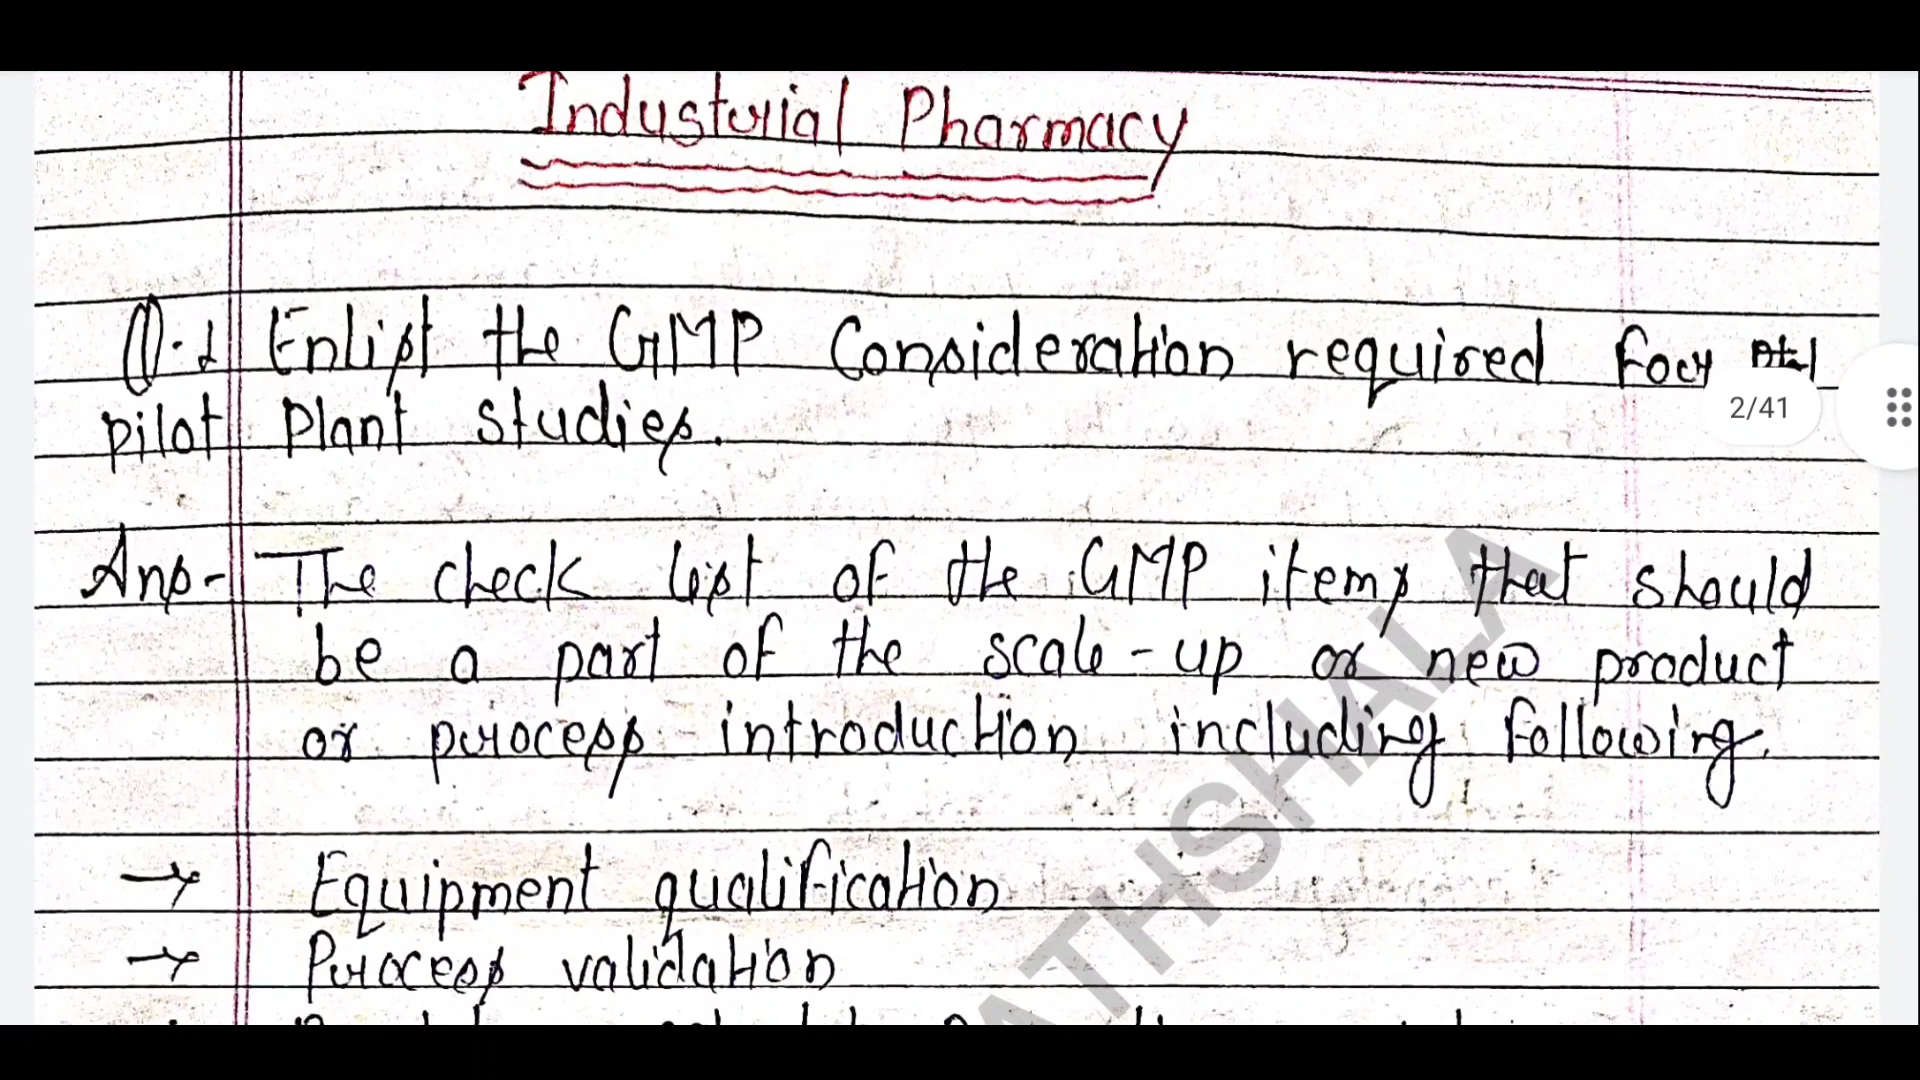 Industrial Pharmacy
Q.1 Enlist the GMP Consideration required for
pilot Plant studies.
2/41
Ans- The check list of the GMP items that should
be a part of the scale-up or new product
or process introduction including following.
→ Equipment qualification
→ Process validation
ATHSHALA